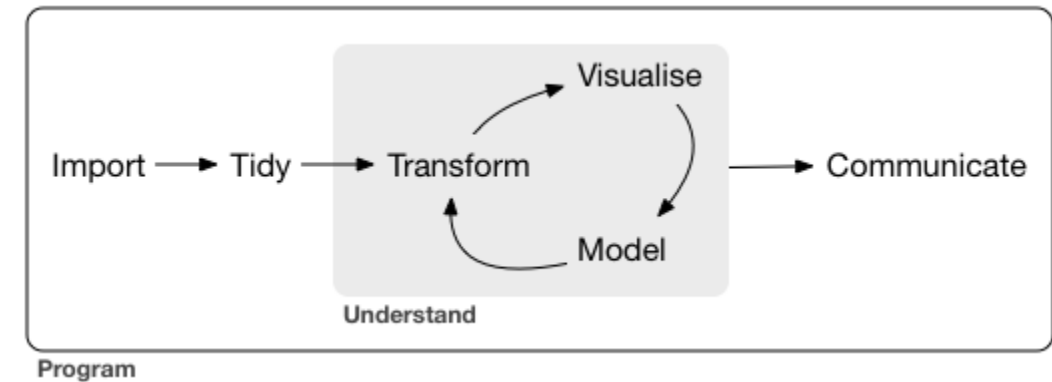 Visualise
Import Tidy Transform Communicate
Model
Understand
Program